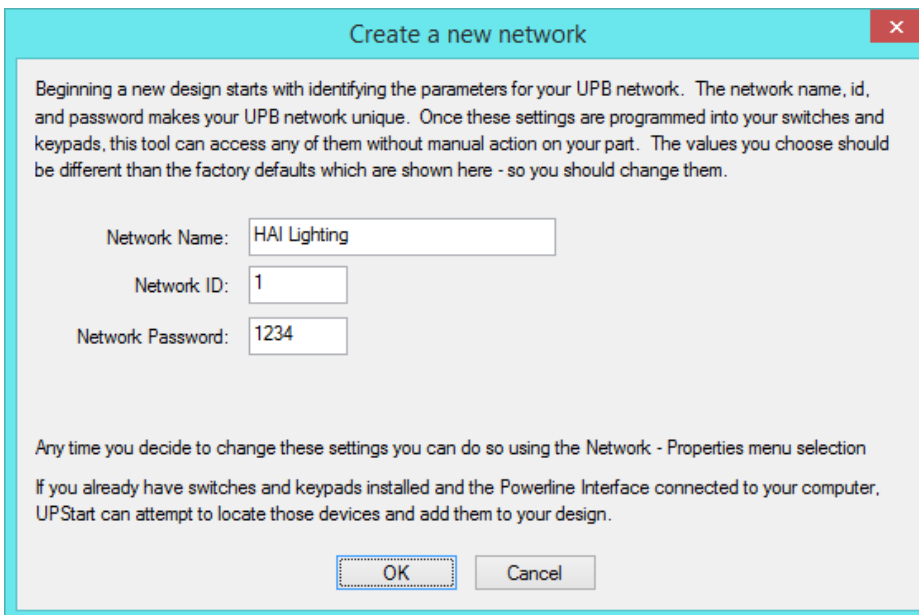 Create a new network
Beginning a new design starts with identifying the parameters for your UPB network. The network name, id,
and password makes your UPB network unique. Once these settings are programmed into your switches and
keypads, this tool can access any of them without manual action on your part. The values you choose should
be different than the factory defaults which are shown here - so you should change them.
Network Name: HAI Lighting
Network ID: 1
Network Password: 1234
Any time you decide to change these settings you can do so using the Network - Properties menu selection
If you already have switches and keypads installed and the Powerline Interface connected to your computer,
UPStart can attempt to locate those devices and add them to your design.
OK Cancel